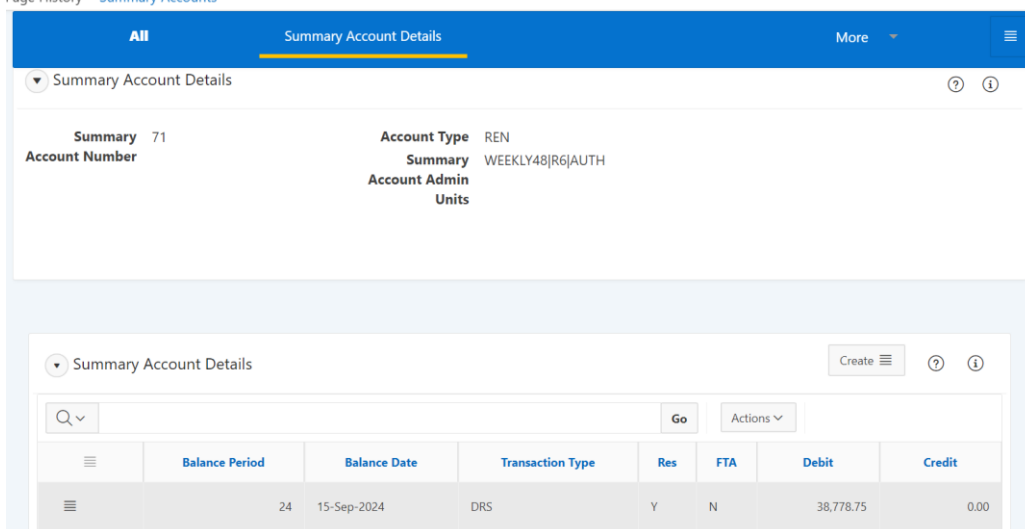 Page History Summary Accounts
All Summary Account Details More
Summary Account Details
Summary Account Number 71 Account Type REN
Summary Account Admin Units WEEKLY48|R6|AUTH
Summary Account Details Create
Go Actions
Balance Period Balance Date Transaction Type Res FTA Debit Credit
24 15-Sep-2024 DRS Y N 38,778.75 0.00